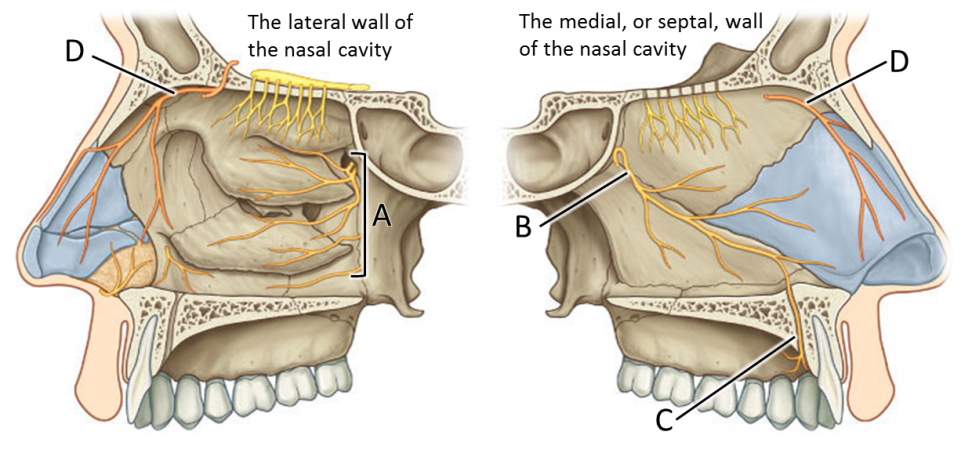 The lateral wall of
the nasal cavity
The medial, or septal, wall
of the nasal cavity
D
D
A
B
C